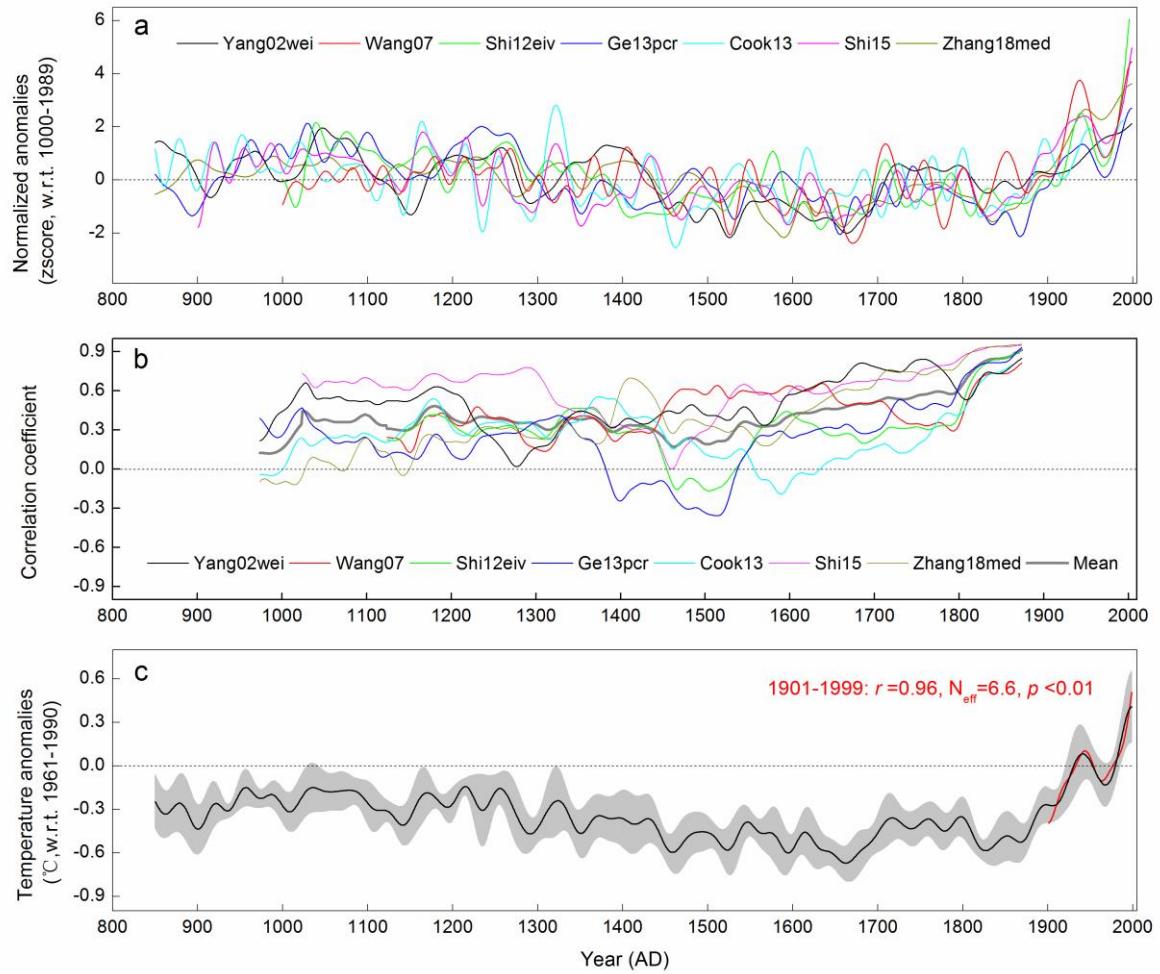 a
Yang02wei Wang07 Shi12eiv Ge13pcr Cook13 Shi15 Zhang18med
Normalized anomalies
(zscore, w.r.t. 1000-1989)
6
4
2
0
-2
800 900 1000 1100 1200 1300 1400 1500 1600 1700 1800 1900 2000
b
Correlation coefficient
0.9
0.6
0.3
0.0
-0.3
-0.6
-0.9
Yang02wei Wang07 Shi12eiv Ge13pcr Cook13 Shi15 Zhang18med Mean
800 900 1000 1100 1200 1300 1400 1500 1600 1700 1800 1900 2000
c
1901-1999: r =0.96, Neff=6.6, p <0.01
Temperature anomalies
(℃,w.r.t. 1961-1990)
0.6
0.3
0.0
-0.3
-0.6
-0.9
800 900 1000 1100 1200 1300 1400 1500 1600 1700 1800 1900 2000
Year (AD)